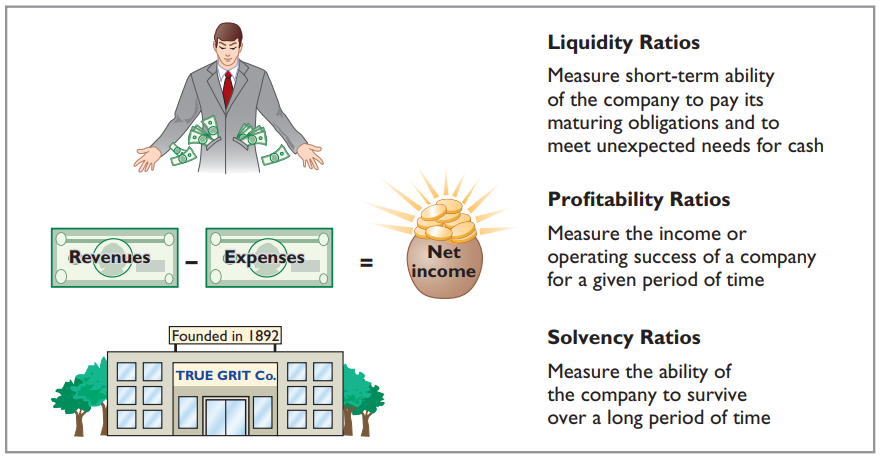 Liquidity Ratios
Measure short-term ability
of the company to pay its
maturing obligations and to
meet unexpected needs for cash
Profitability Ratios
Measure the income or
operating success of a company
for a given period of time
Revenues – Expenses = Net
income
Founded in 1892
TRUE GRIT Co.
Solvency Ratios
Measure the ability of
the company to survive
over a long period of time